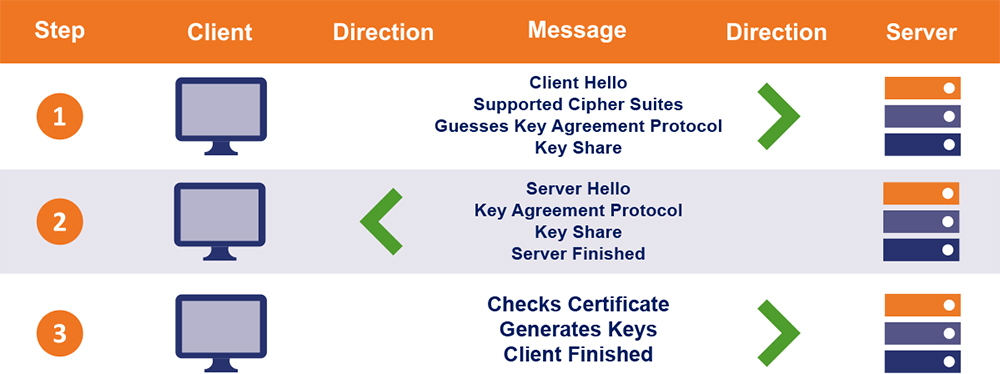 Step Client Direction Message Direction Server
1
Client Hello
Supported Cipher Suites
Guesses Key Agreement Protocol
Key Share
2
Server Hello
Key Agreement Protocol
Key Share
Server Finished
3
Checks Certificate
Generates Keys
Client Finished